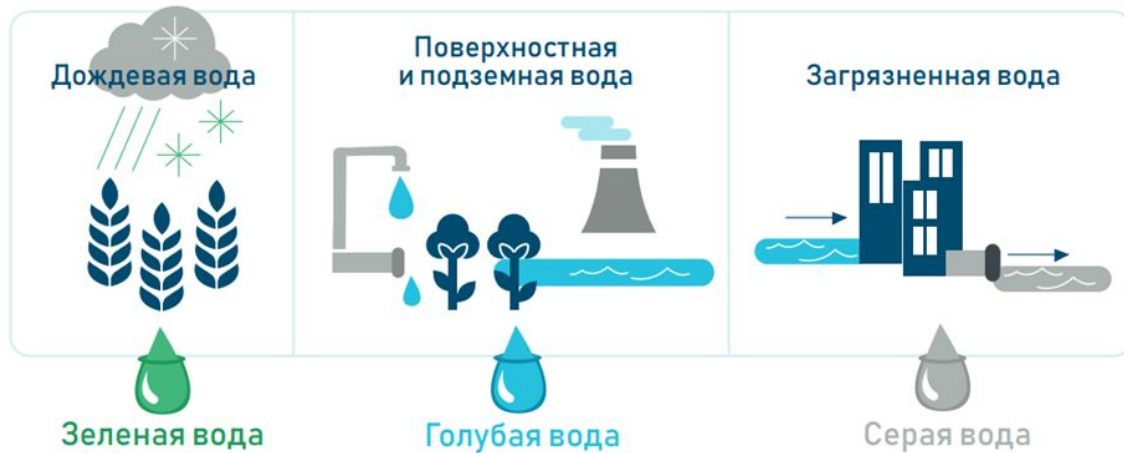 Дождевая вода
Поверхностная
и подземная вода
Загрязненная вода
Зеленая вода
Голубая вода
Серая вода